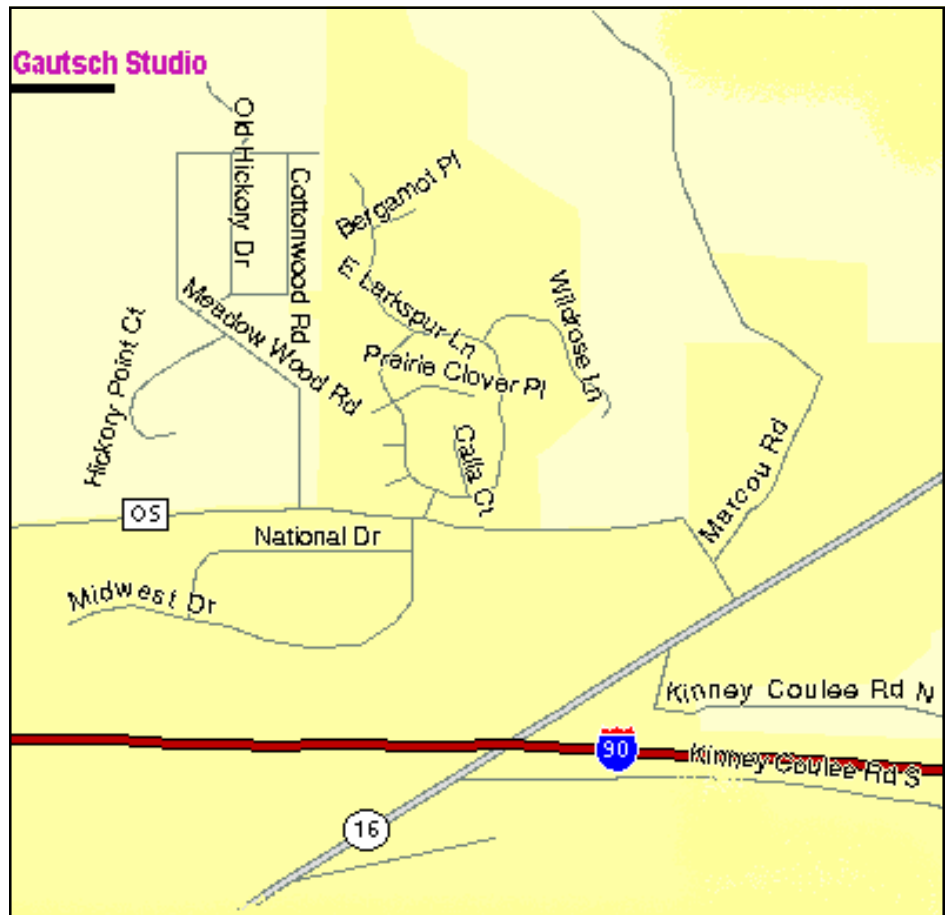 Gautsch Studio
Old Hickory Dr
Cottonwood Rd
Bergamot Pl
E Larkspur Ln
Wildrose Ln
Meadow Wood Rd
Prairie Clover Pl
Hickory Point Ct
Calla Ct
Matcou Rd
OS
National Dr
Midwest Dr
Kinney Coulee Rd N
90
Kinney Coulee Rd S
16